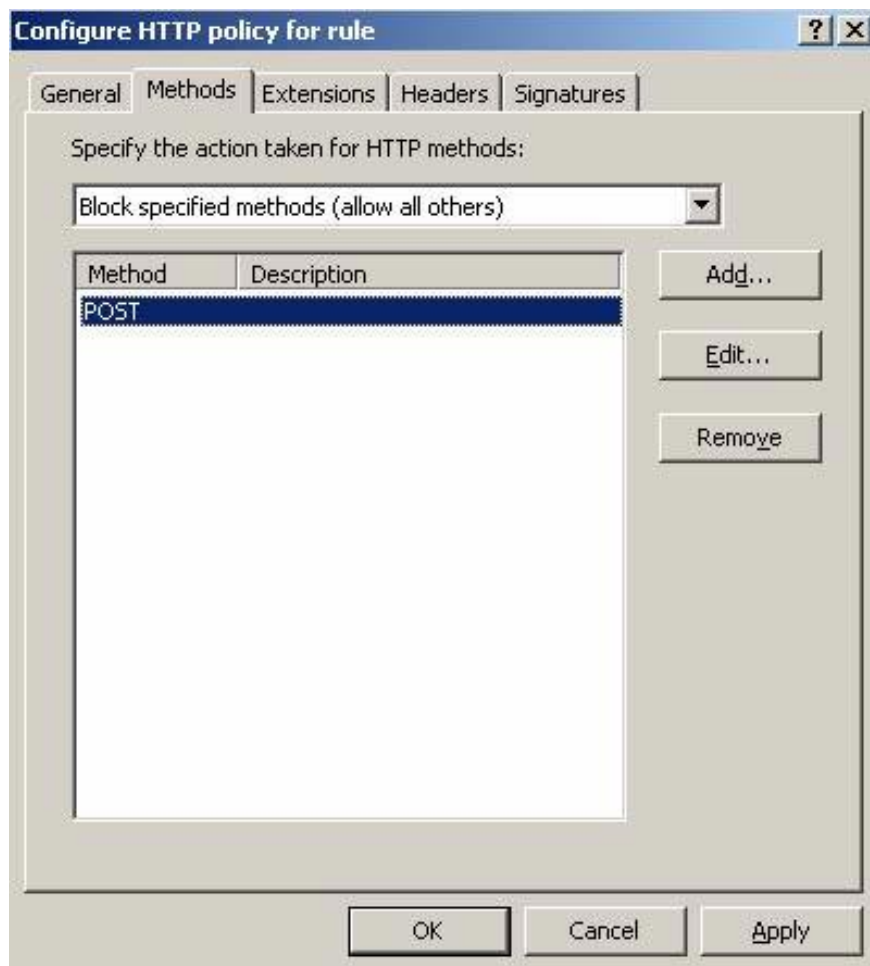 Configure HTTP policy for rule
General Methods Extensions Headers Signatures
Specify the action taken for HTTP methods:
Block specified methods (allow all others)
Method Description
POST
Add...
Edit...
Remove
OK Cancel Apply